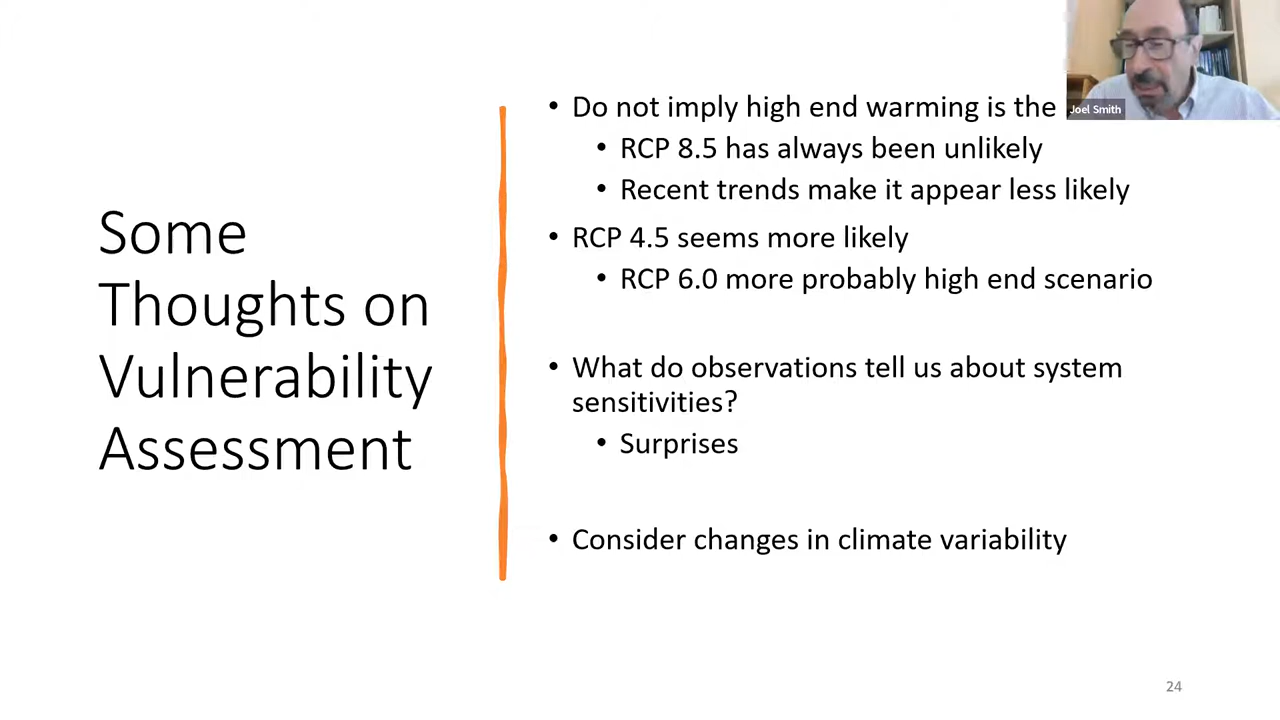 Some
Thoughts on
Vulnerability
Assessment
• Do not imply high end warming is the
• RCP 8.5 has always been unlikely
• Recent trends make it appear less likely
• RCP 4.5 seems more likely
• RCP 6.0 more probably high end scenario
• What do observations tell us about system
sensitivities?
• Surprises
• Consider changes in climate variability
Joel Smith
24